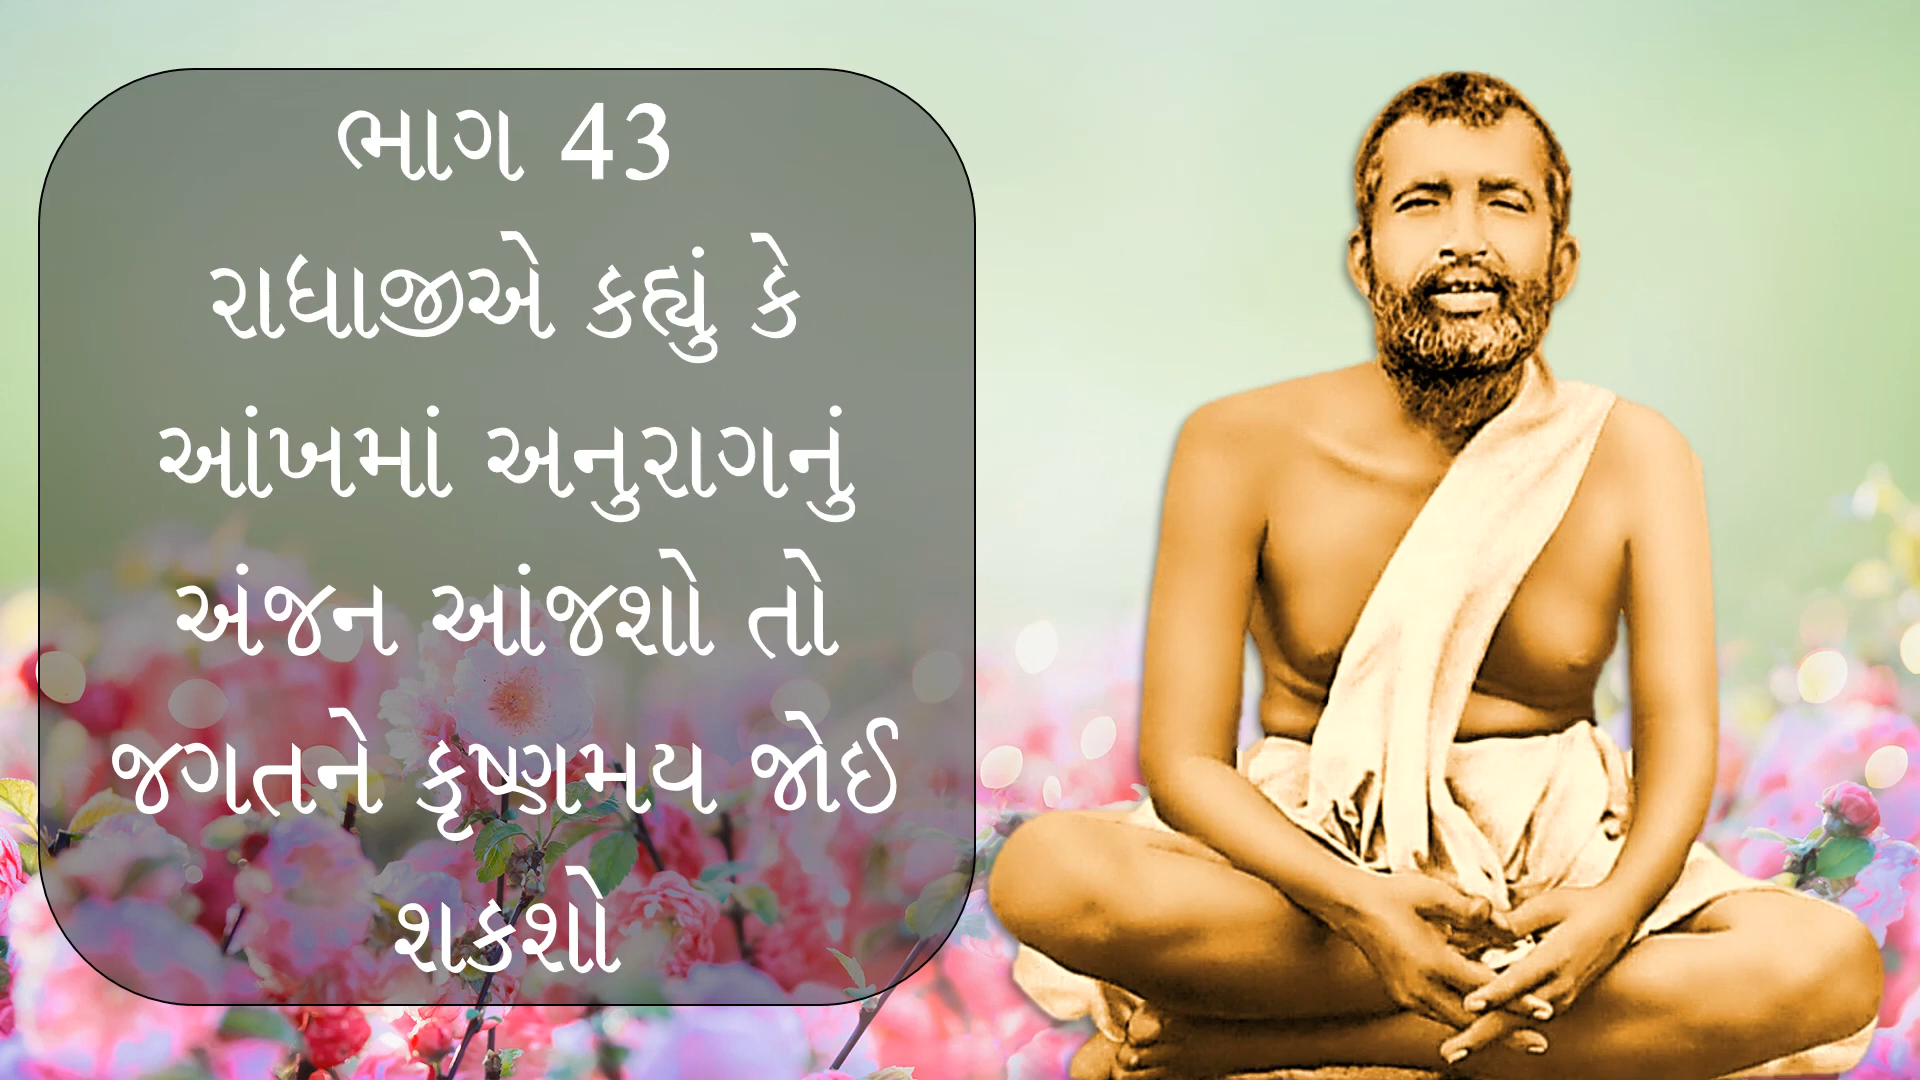 ભાગ 43
રાધાજીએ કહ્યું કે
આંખમાં અનુરાગનું
અંજન આંજશો તો
જગતને કૃષ્ણમય જોઈ
શકશો